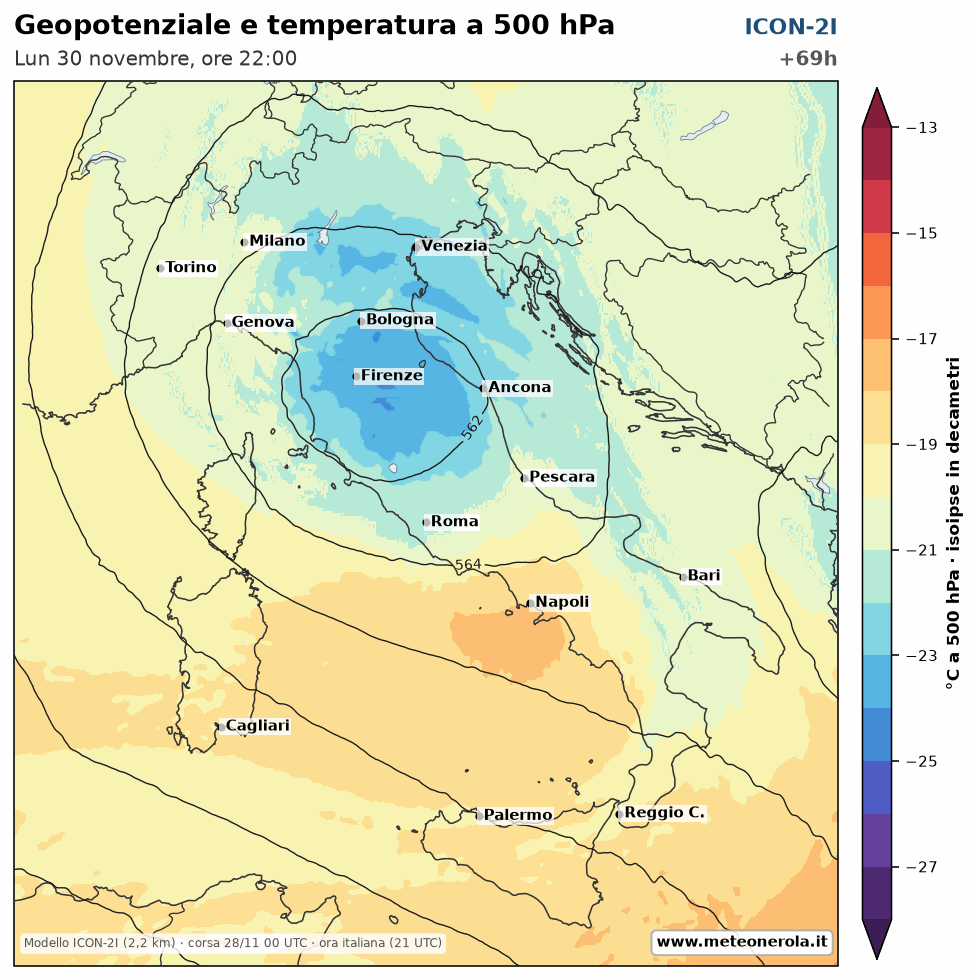 Geopotenziale e temperatura a 500 hPa
ICON-2I
Lun 30 novembre, ore 22:00
+69h
Milano
Venezia
Torino
Genova
Bologna
Firenze
Ancona
562
Pescara
Roma
564
Bari
Napoli
Cagliari
Palermo
Reggio C.
−13
−15
−17
−19
−21
−23
−25
−27
°C a 500 hPa · isoipse in decametri
Modello ICON-2I (2,2 km) · corsa 28/11 00 UTC · ora italiana (21 UTC)
www.meteonerola.it